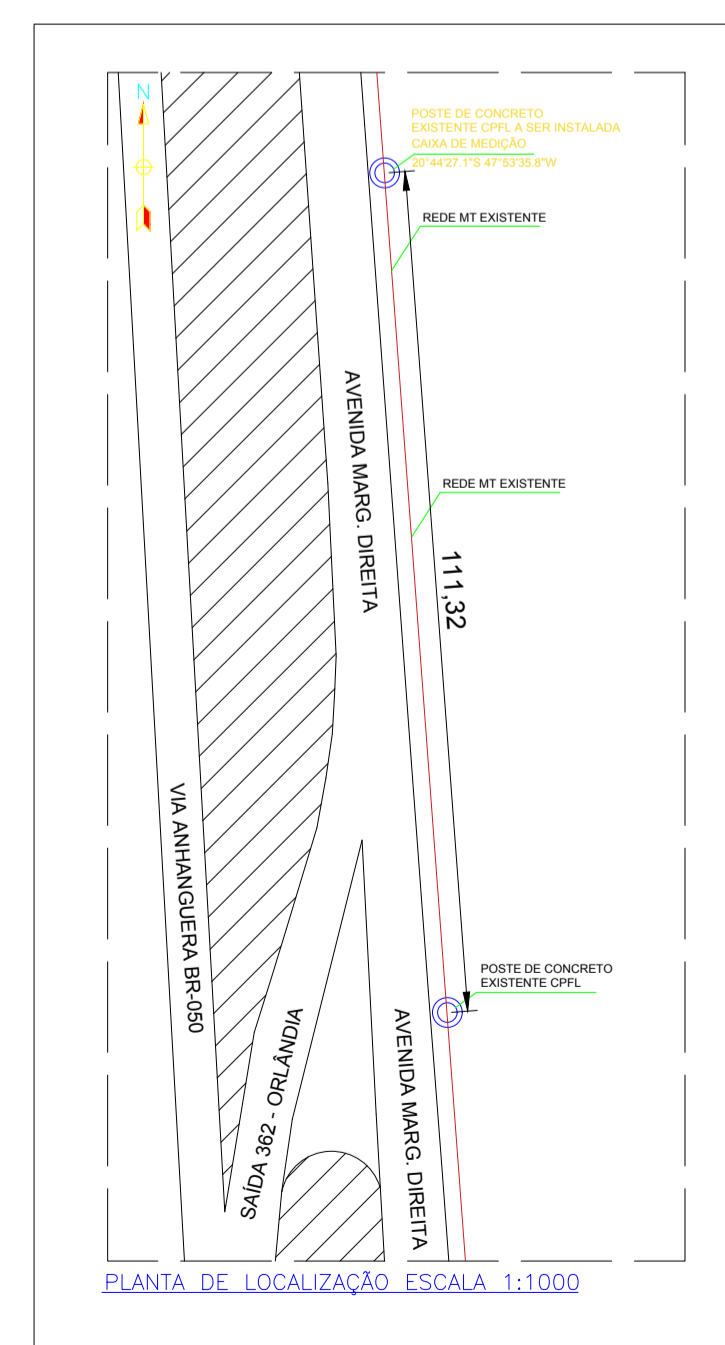 N
POSTE DE CONCRETO
EXISTENTE CPFL A SER INSTALADA
CAIXA DE MEDIÇÃO
20°44'27.1"S 47°53'35.8"W
REDE MT EXISTENTE
AVENIDA MARG. DIREITA
REDE MT EXISTENTE
111,32
VIA ANHANGUERA BR-050
POSTE DE CONCRETO
EXISTENTE CPFL
SAÍDA 362 - ORLÂNDIA
AVENIDA MARG. DIREITA
PLANTA DE LOCALIZAÇÃO ESCALA 1:1000